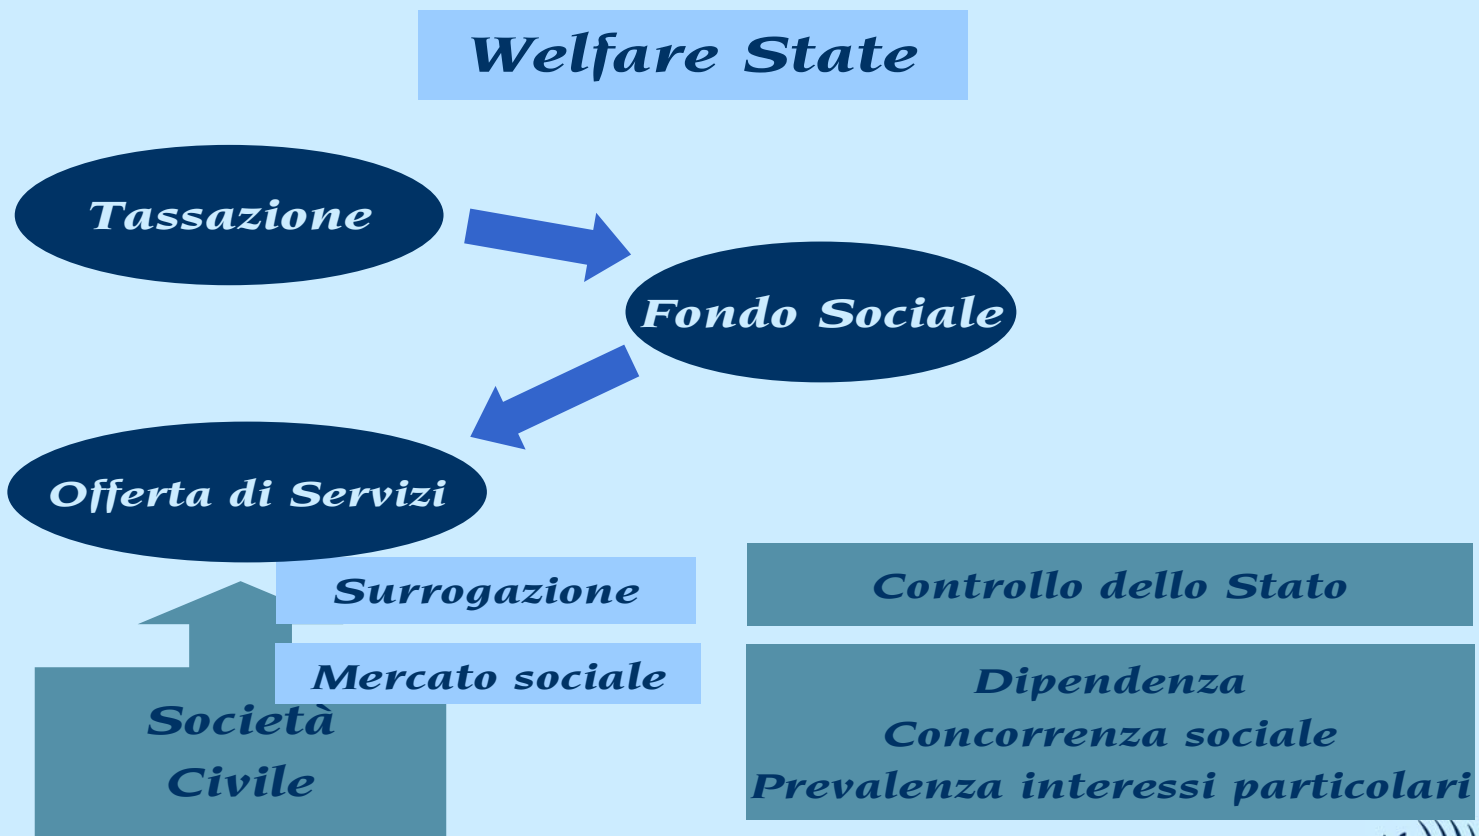 Welfare State
Tassazione
Fondo Sociale
Offerta di Servizi
Surrogazione
Controllo dello Stato
Mercato sociale
Società
Civile
Dipendenza
Concorrenza sociale
Prevalenza interessi particolari